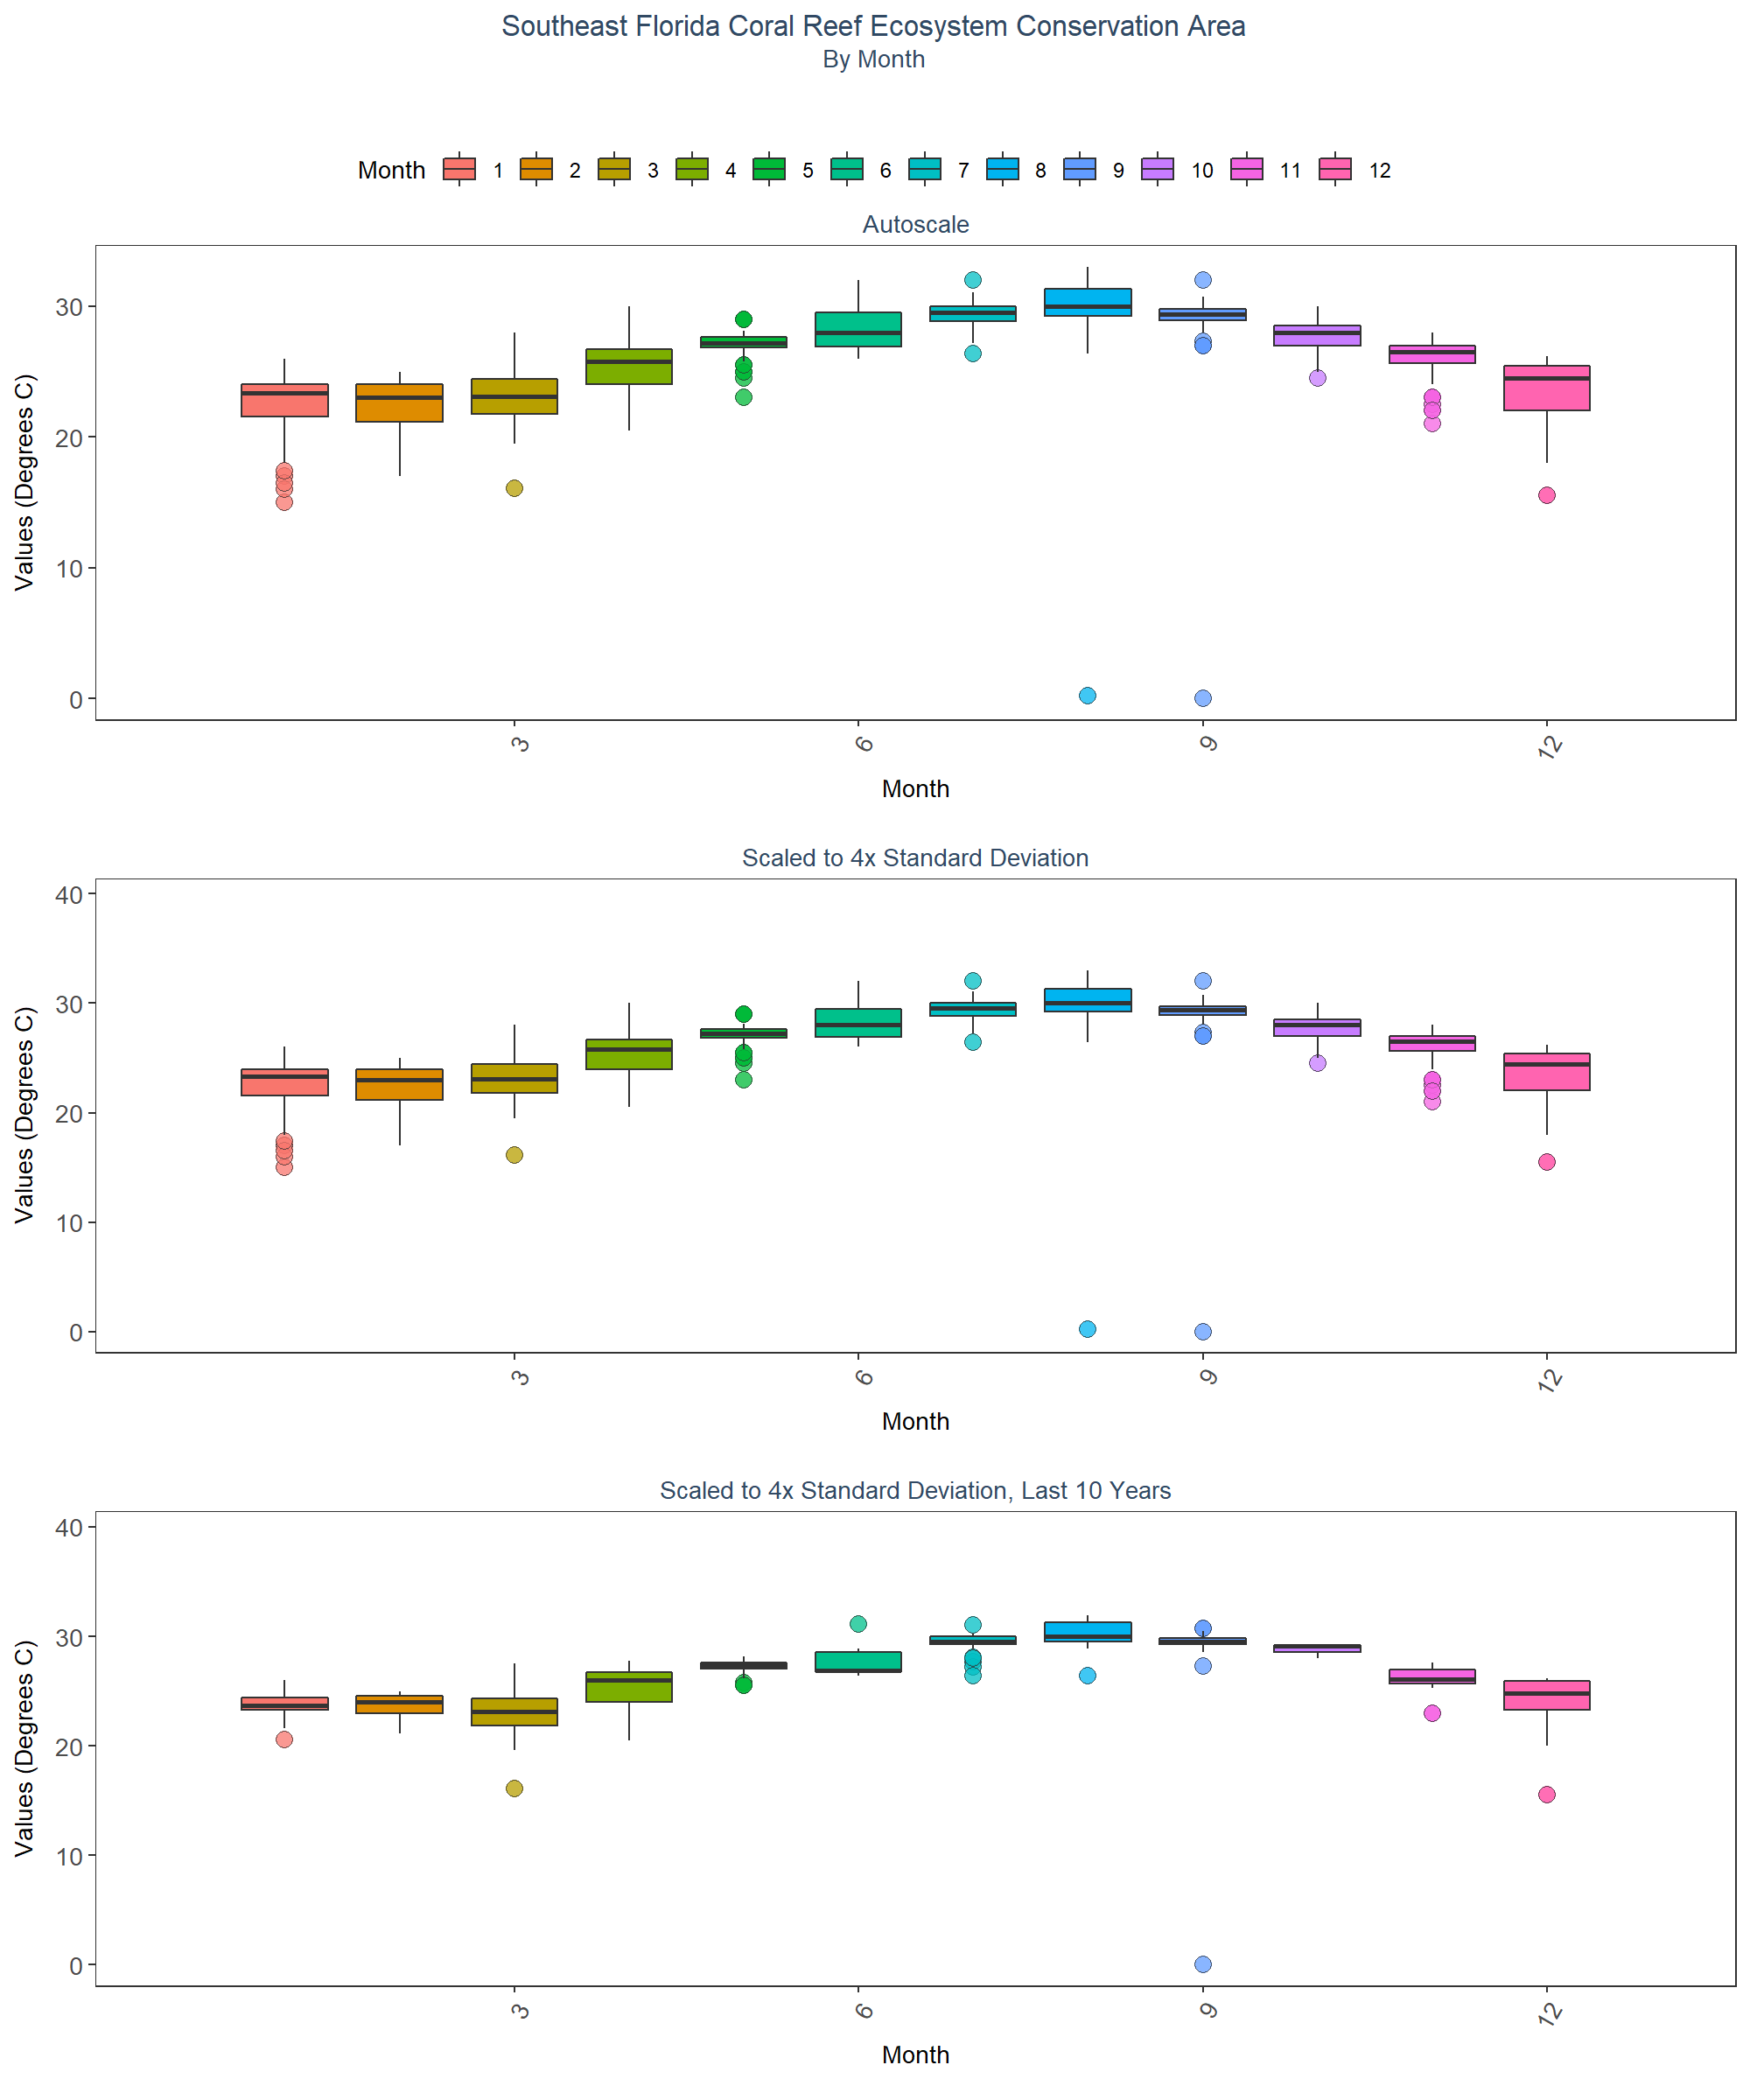 Southeast Florida Coral Reef Ecosystem Conservation Area
By Month
Month 1 2 3 4 5 6 7 8 9 10 11 12
Autoscale
Values (Degrees C)
30
20
10
0
3 6 9 12
Month
Scaled to 4x Standard Deviation
Values (Degrees C)
40
30
20
10
0
3 6 9 12
Month
Scaled to 4x Standard Deviation, Last 10 Years
Values (Degrees C)
40
30
20
10
0
3 6 9 12
Month